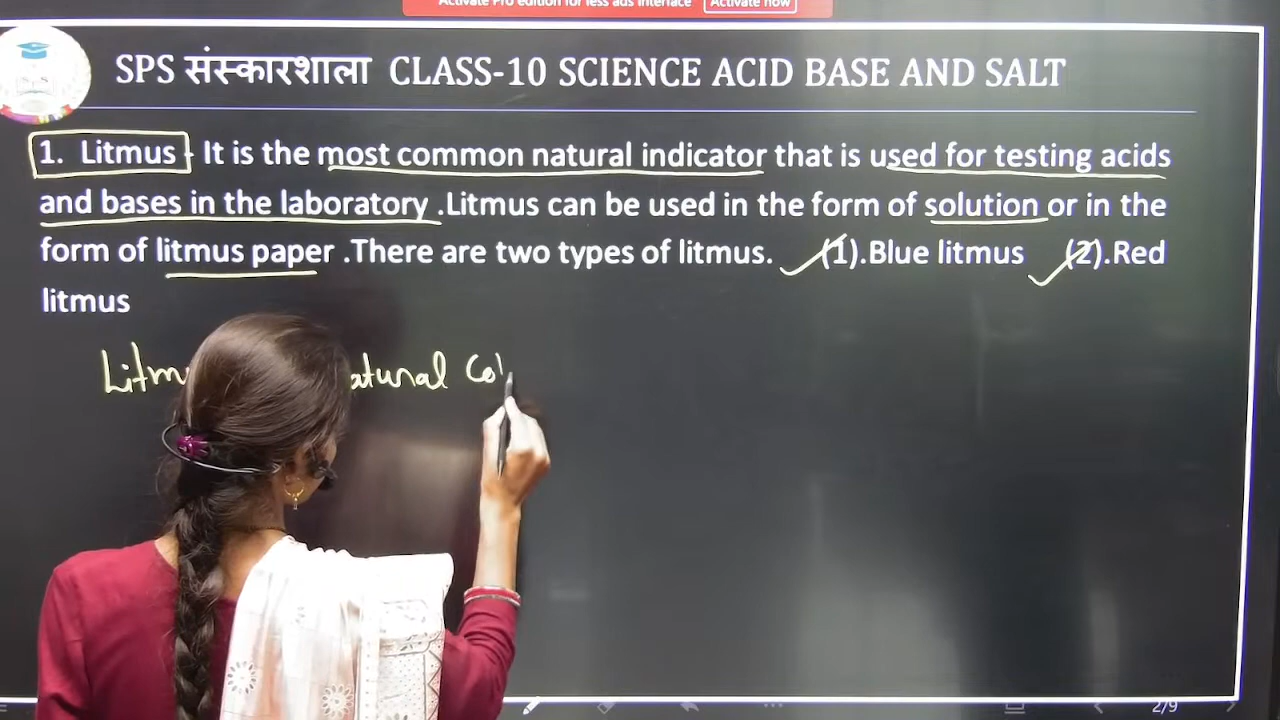 Activate Pro edition for less ads interface Activate now
SPS संस्कारशाला CLASS-10 SCIENCE ACID BASE AND SALT
1. Litmus - It is the most common natural indicator that is used for testing acids
and bases in the laboratory .Litmus can be used in the form of solution or in the
form of litmus paper .There are two types of litmus. (1).Blue litmus (2).Red
litmus
Litm atural Col
2/9